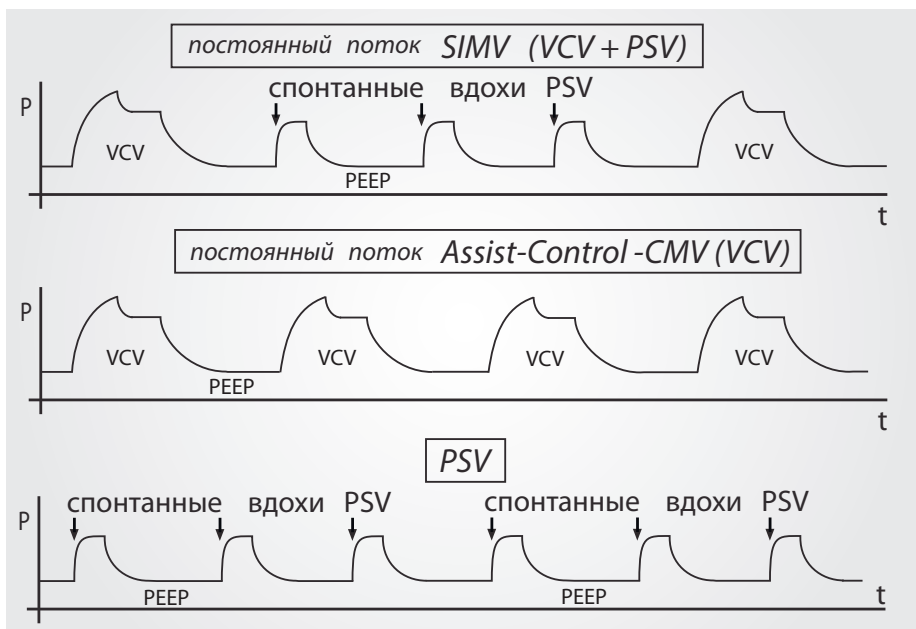 постоянный поток SIMV (VCV + PSV)
спонтанные вдохи PSV
P
VCV
VCV
PEEP
t
постоянный поток Assist-Control -CMV (VCV)
P
VCV
VCV
VCV
VCV
PEEP
t
PSV
спонтанные вдохи PSV спонтанные вдохи PSV
P
PEEP
PEEP
t